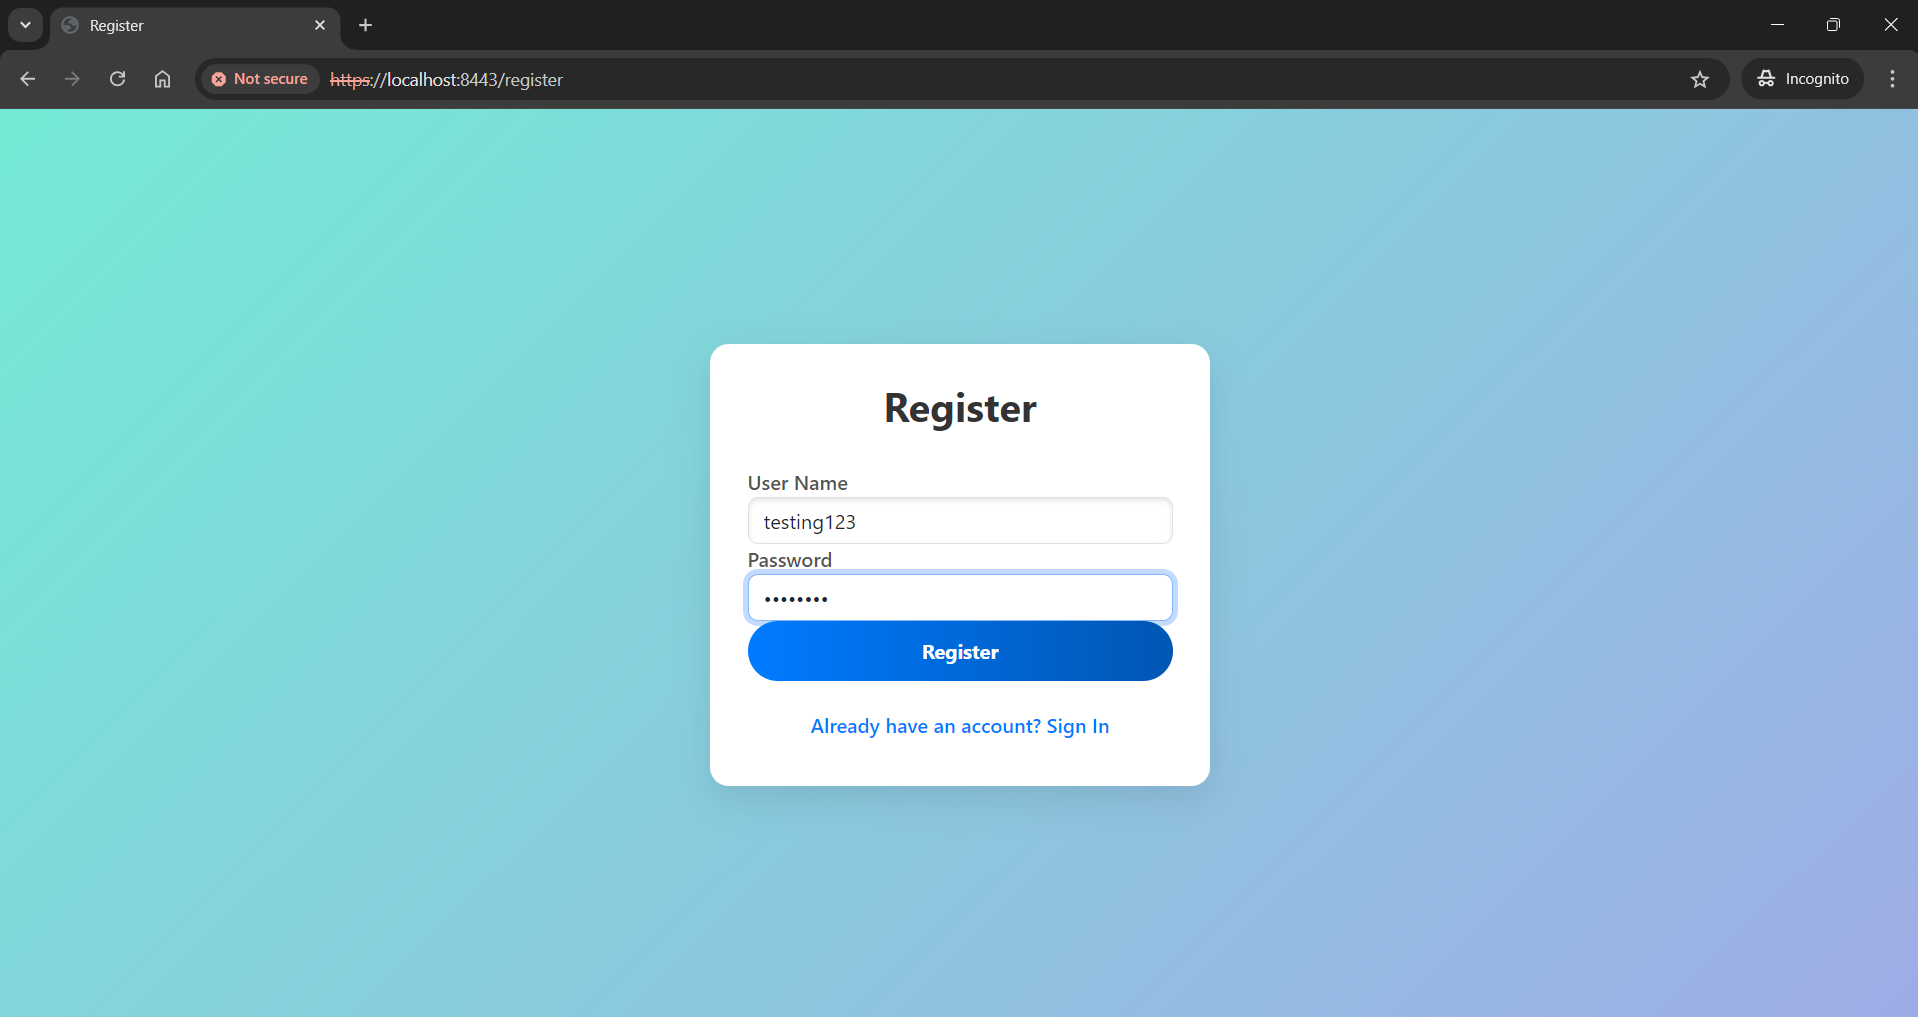 Register
Not secure https://localhost:8443/register Incognito
Register
User Name
testing123
Password
••••••••
Register
Already have an account? Sign In